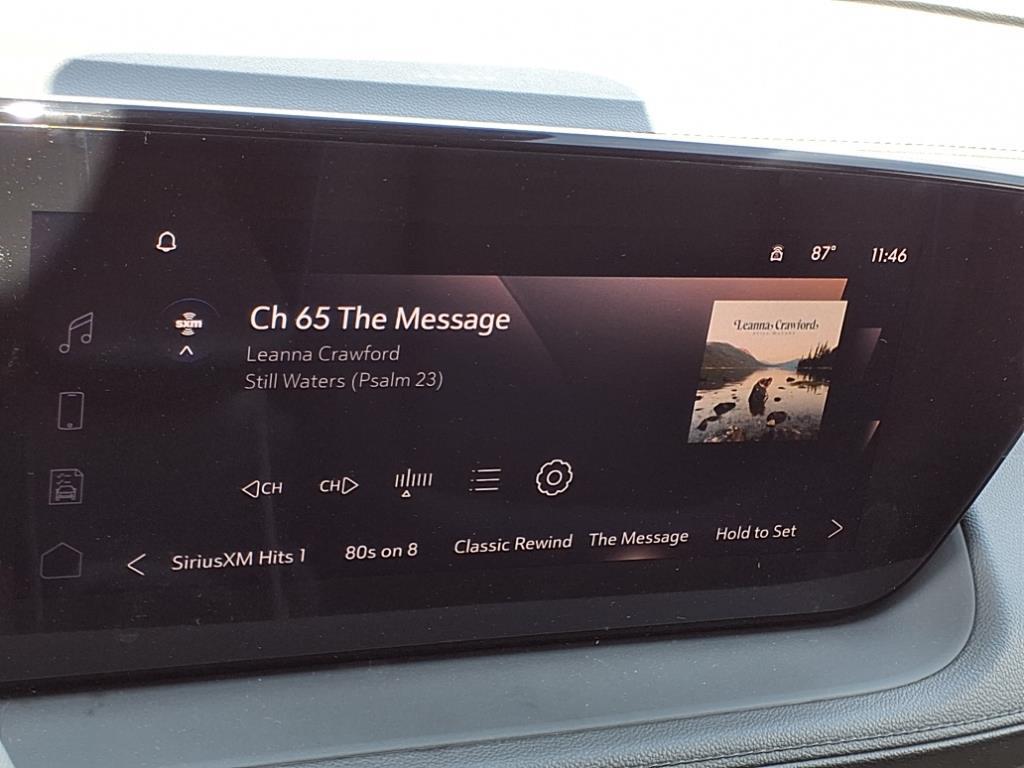 87° 11:46
sxm
Ch 65 The Message
Leanna Crawford
Still Waters (Psalm 23)
Leanna Crawford
CH CH
SiriusXM Hits 1 80s on 8 Classic Rewind The Message Hold to Set